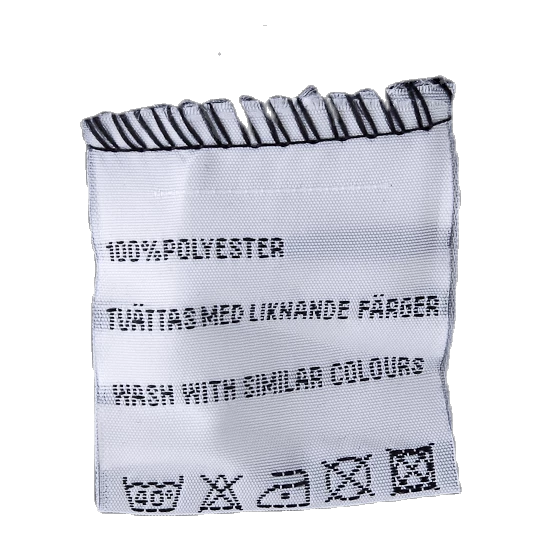 100%POLYESTER
TVÄTTAS MED LIKNANDE FÄRGER
WASH WITH SIMILAR COLOURS
40°